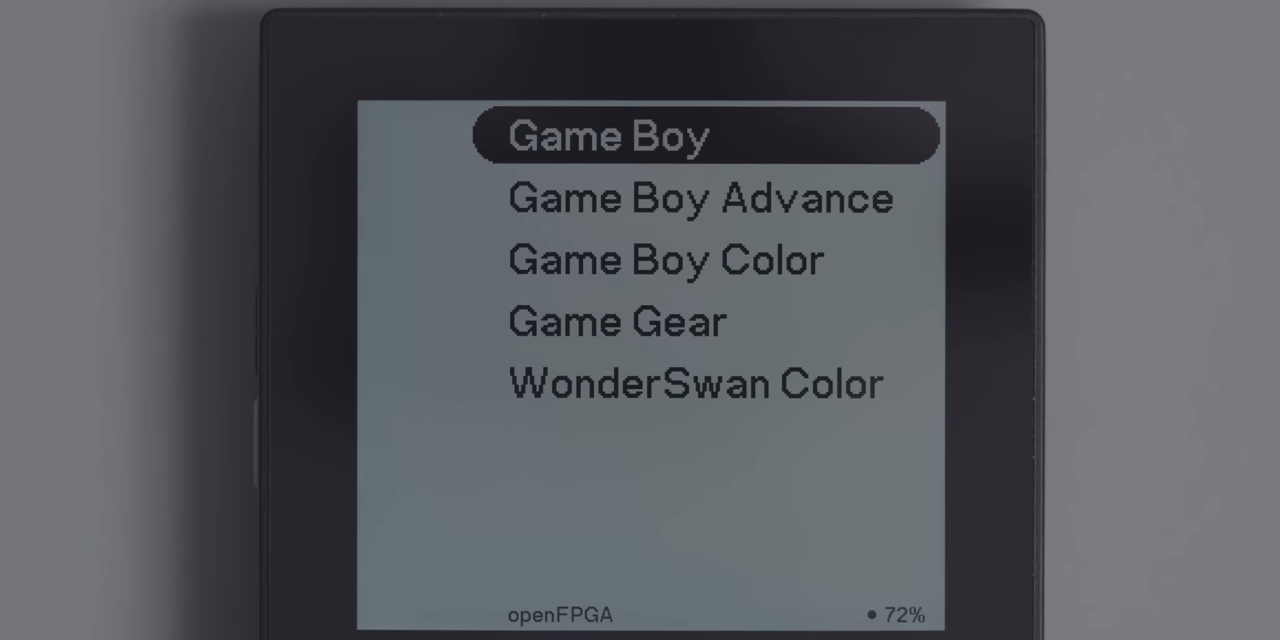 Game Boy
Game Boy Advance
Game Boy Color
Game Gear
WonderSwan Color
openFPGA
• 72%